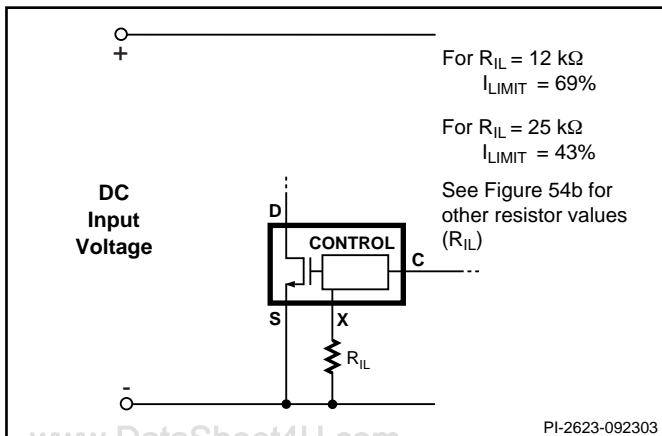 +
For R_IL = 12 kΩ
I_LIMIT = 69%
For R_IL = 25 kΩ
I_LIMIT = 43%
See Figure 54b for
other resistor values
(R_IL)
DC
Input
Voltage
D
CONTROL
C
S
X
R_IL
-
www.DataSheet4U.com
PI-2623-092303